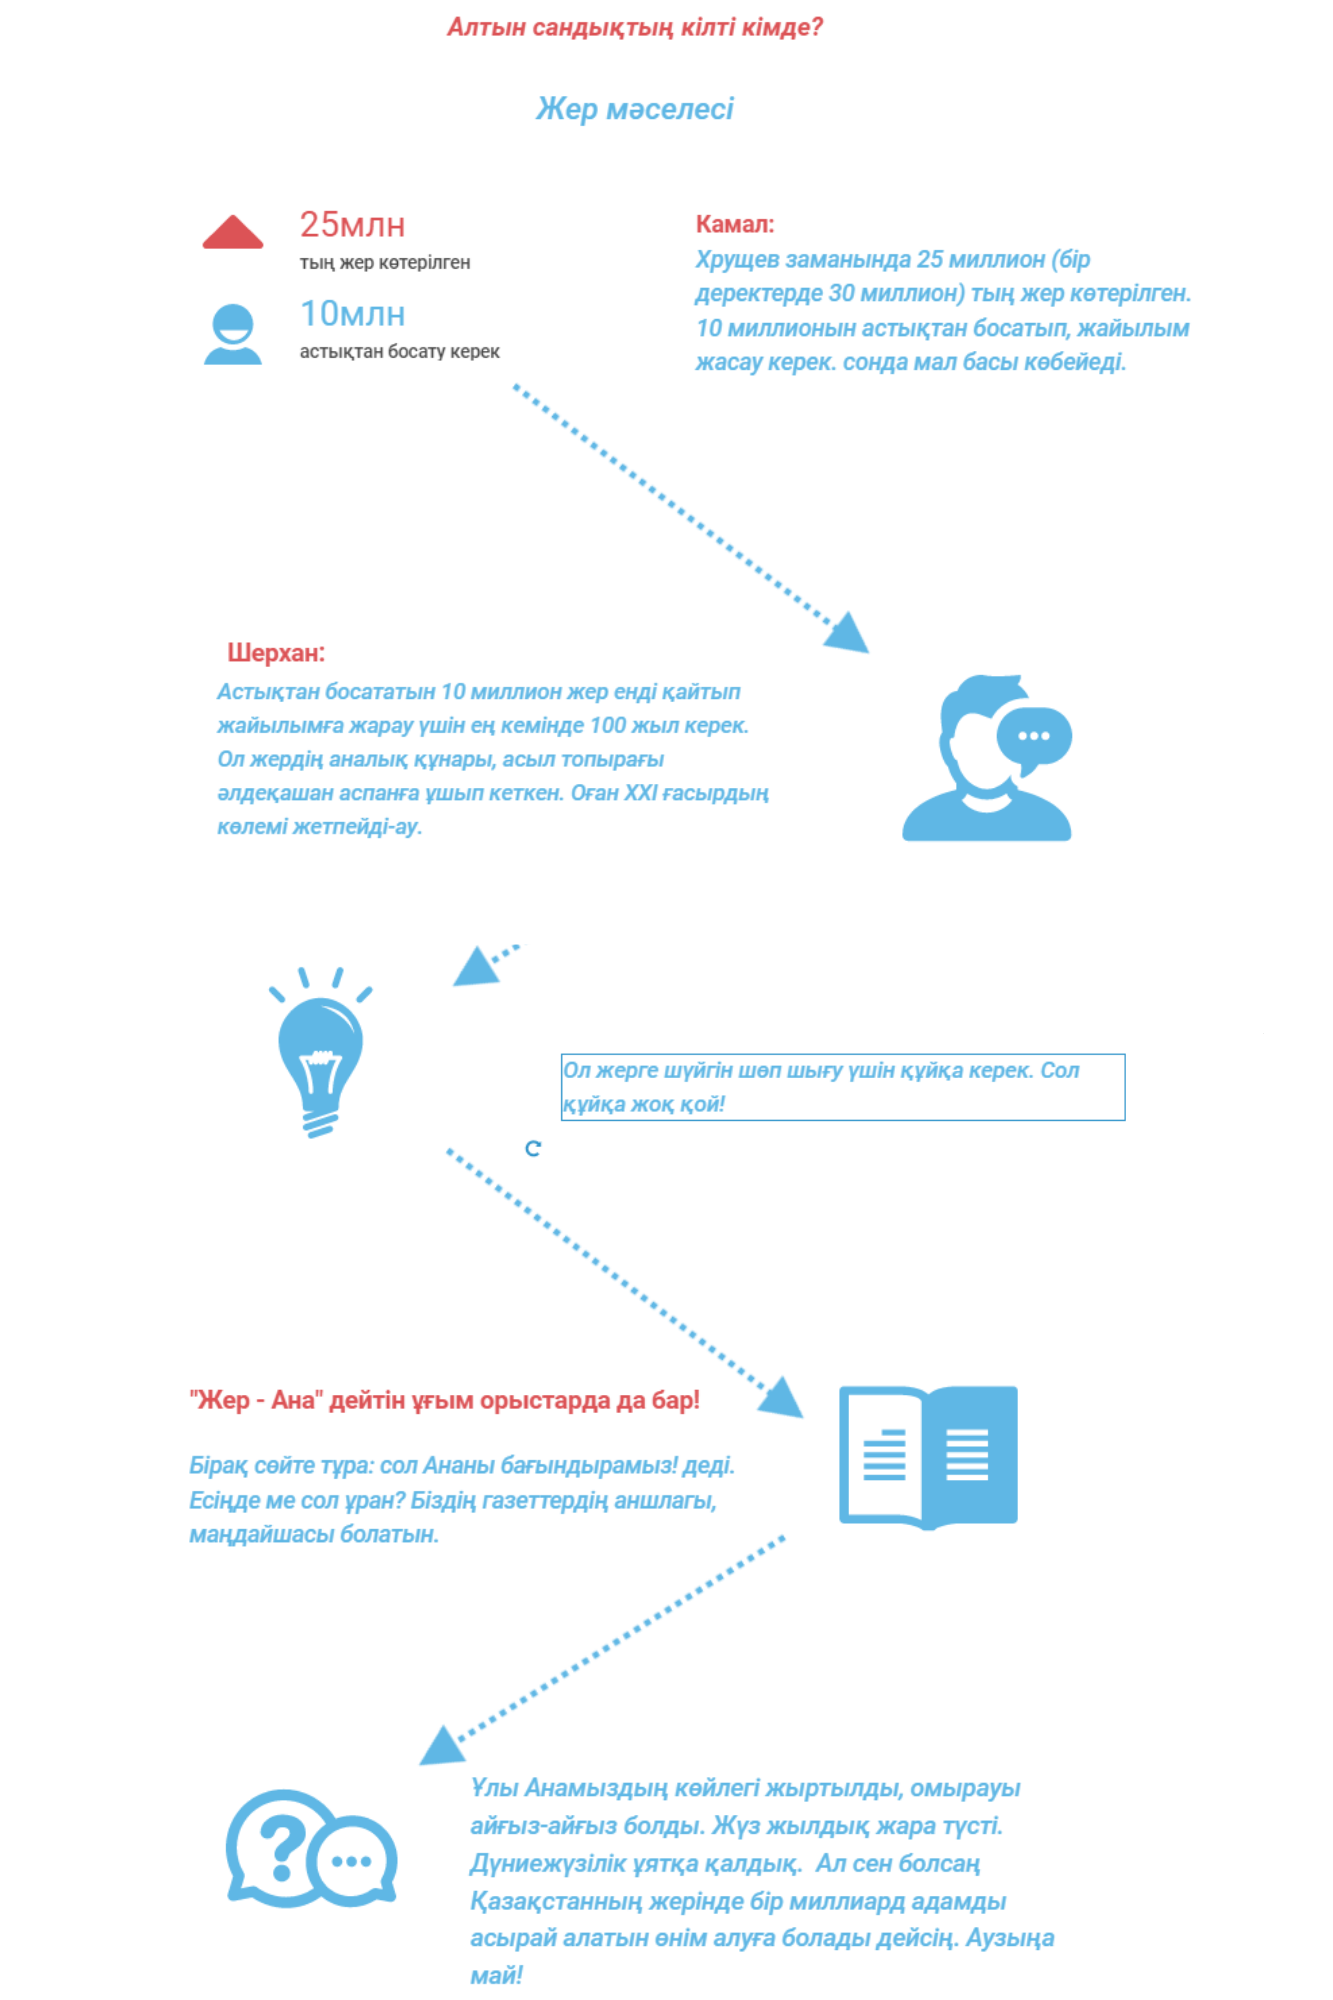 Алтын сандықтың кілті кімде?
Жер мәселесі
25млн
тың жер көтерілген
10млн
астықтан босату керек
Камал:
Хрущев заманында 25 миллион (бір
деректерде 30 миллион) тың жер көтерілген.
10 миллионын астықтан босатып, жайылым
жасау керек. сонда мал басы көбейеді.
Шерхан:
Астықтан босататын 10 миллион жер енді қайтып
жайылымға жарау үшін ең кемінде 100 жыл керек.
Ол жердің аналық құнары, асыл топырағы
әлдеқашан аспанға ұшып кеткен. Оған XXI ғасырдың
көлемі жетпейді-ау.
Ол жерге шүйгін шөп шығу үшін құйқа керек. Сол
құйқа жоқ қой!
"Жер - Ана" дейтін ұғым орыстарда да бар!
Бірақ сөйте тұра: сол Ананы бағындырамыз! деді.
Есіңде ме сол ұран? Біздің газеттердің аншлагы,
маңдайшасы болатын.
Ұлы Анамыздың көйлегі жыртылды, омырауы
айғыз-айғыз болды. Жүз жылдық жара түсті.
Дүниежүзілік ұятқа қалдық. Ал сен болсаң
Қазақстанның жерінде бір миллиард адамды
асырай алатын өнім алуға болады дейсің. Аузыңа
май!